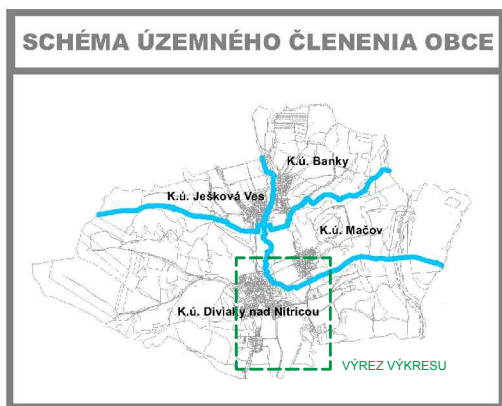 SCHÉMA ÚZEMNÉHO ČLENENIA OBCE
K.ú. Banky
K.ú. Ješková Ves
K.ú. Mačov
K.ú. Diviaky nad Nitricou
VÝREZ VÝKRESU